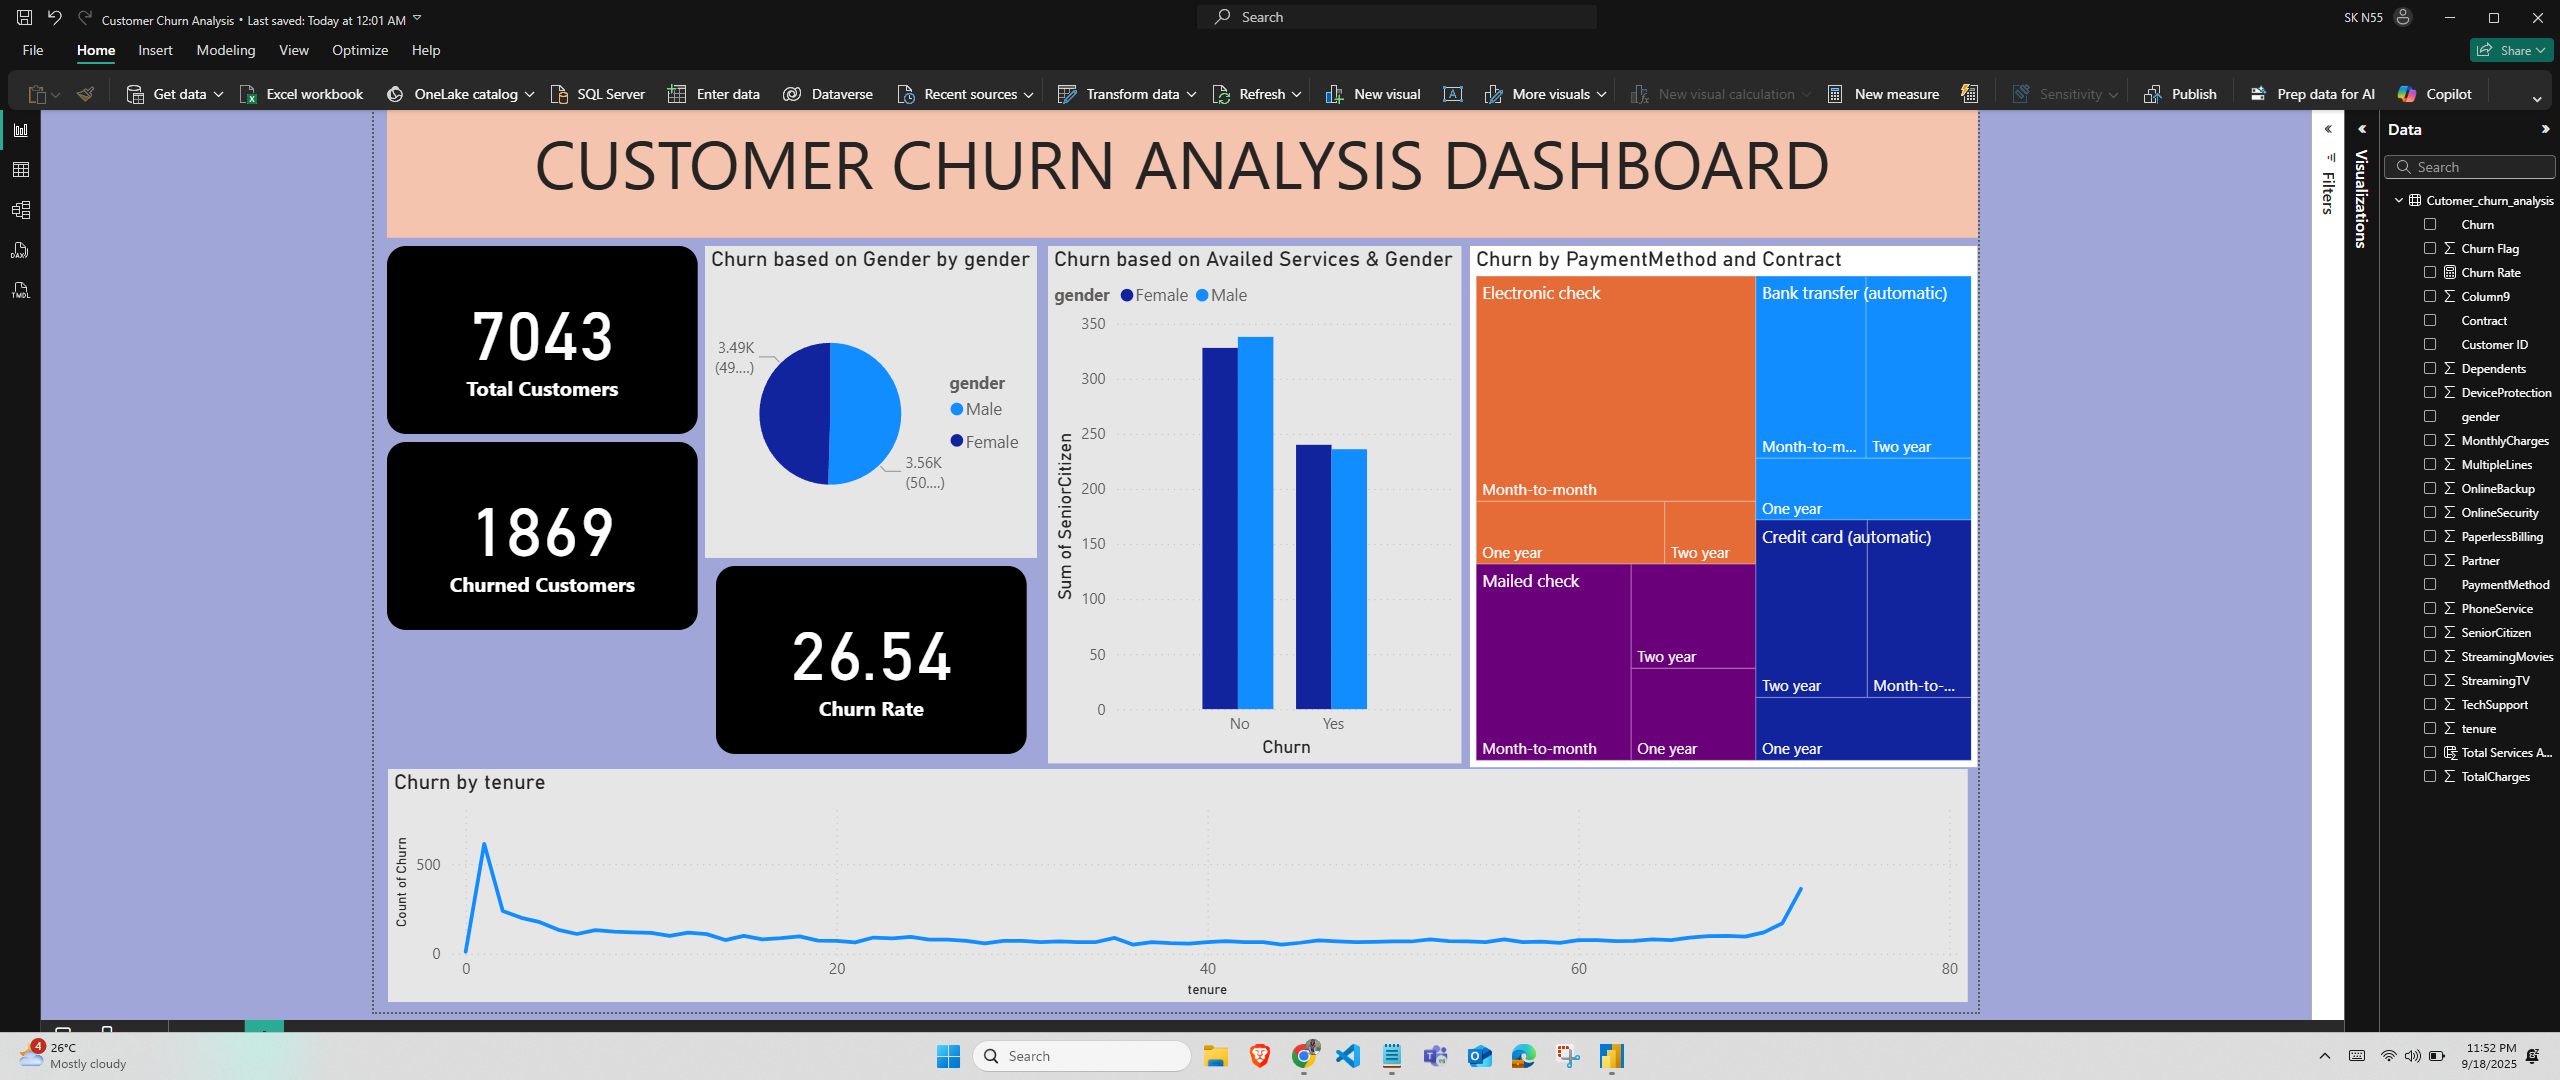 Customer Churn Analysis • Last saved: Today at 12:01 AM
Search
SK N55
File Home Insert Modeling View Optimize Help
Share
Get data Excel workbook OneLake catalog SQL Server Enter data Dataverse Recent sources Transform data Refresh New visual More visuals New visual calculation New measure Sensitivity Publish Prep data for AI Copilot
DAX
TMDL
CUSTOMER CHURN ANALYSIS DASHBOARD
7043
Total Customers
1869
Churned Customers
Churn based on Gender by gender
3.49K
(49....)
3.56K
(50....)
gender
Male
Female
26.54
Churn Rate
Churn based on Availed Services & Gender
gender Female Male
Sum of SeniorCitizen
350
300
250
200
150
100
50
0
No Yes
Churn
Churn by PaymentMethod and Contract
Electronic check
Month-to-month
One year
Two year
Mailed check
Month-to-month
Two year
One year
Bank transfer (automatic)
Month-to-m...
Two year
One year
Credit card (automatic)
Two year
Month-to-...
One year
Churn by tenure
Count of Churn
500
0
0 20 40 60 80
tenure
Filters
Visualizations
Data
Search
Cutomer_churn_analysis
Churn
Churn Flag
Churn Rate
Column9
Contract
Customer ID
Dependents
DeviceProtection
gender
MonthlyCharges
MultipleLines
OnlineBackup
OnlineSecurity
PaperlessBilling
Partner
PaymentMethod
PhoneService
SeniorCitizen
StreamingMovies
StreamingTV
TechSupport
tenure
Total Services A...
TotalCharges
4
26°C
Mostly cloudy
Search
11:52 PM
9/18/2025